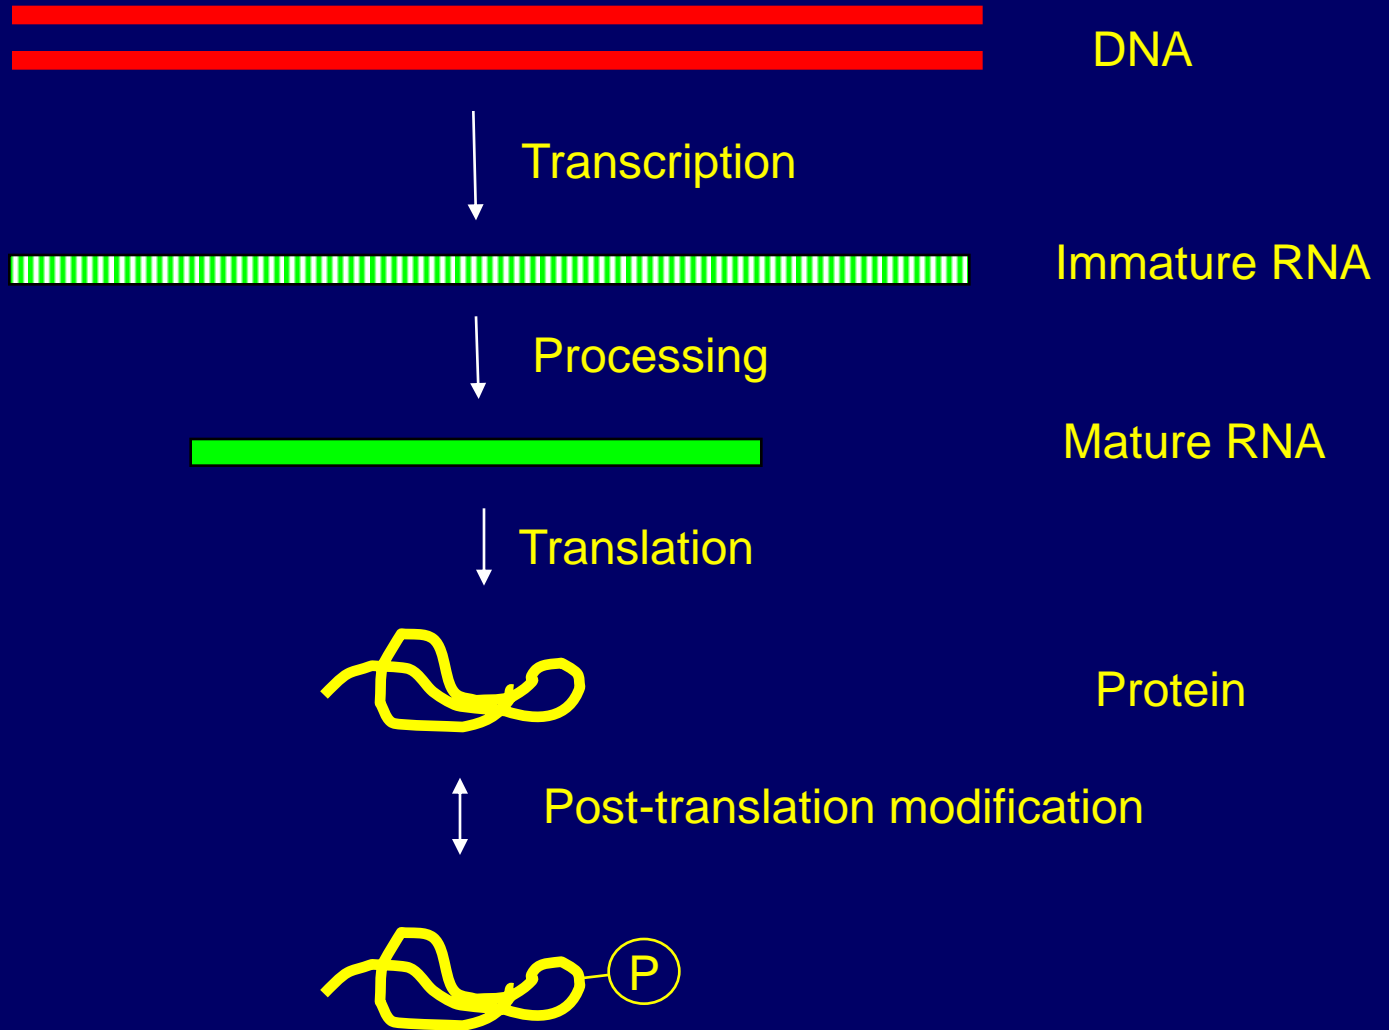 DNA
Transcription
Immature RNA
Processing
Mature RNA
Translation
Protein
Post-translation modification
P